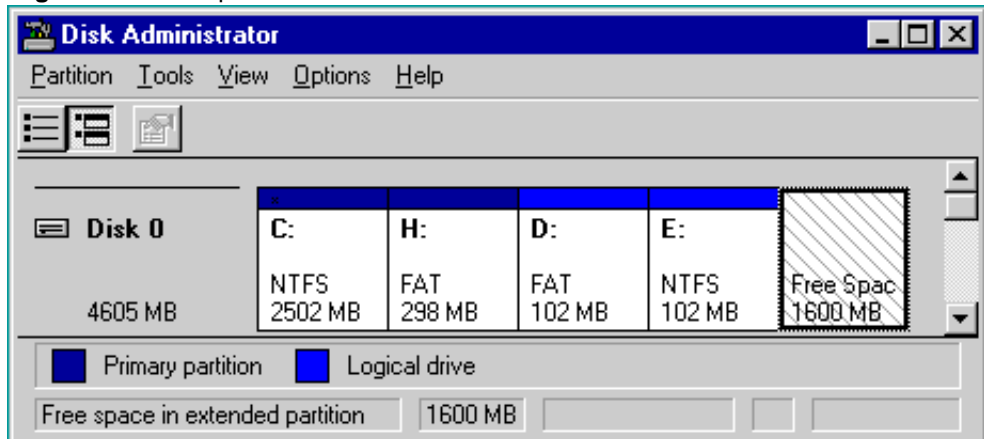 Disk Administrator
Partition Tools View Options Help
Disk 0
4605 MB
C:
NTFS
2502 MB
H:
FAT
298 MB
D:
FAT
102 MB
E:
NTFS
102 MB
Free Spac
1600 MB
Primary partition Logical drive
Free space in extended partition 1600 MB